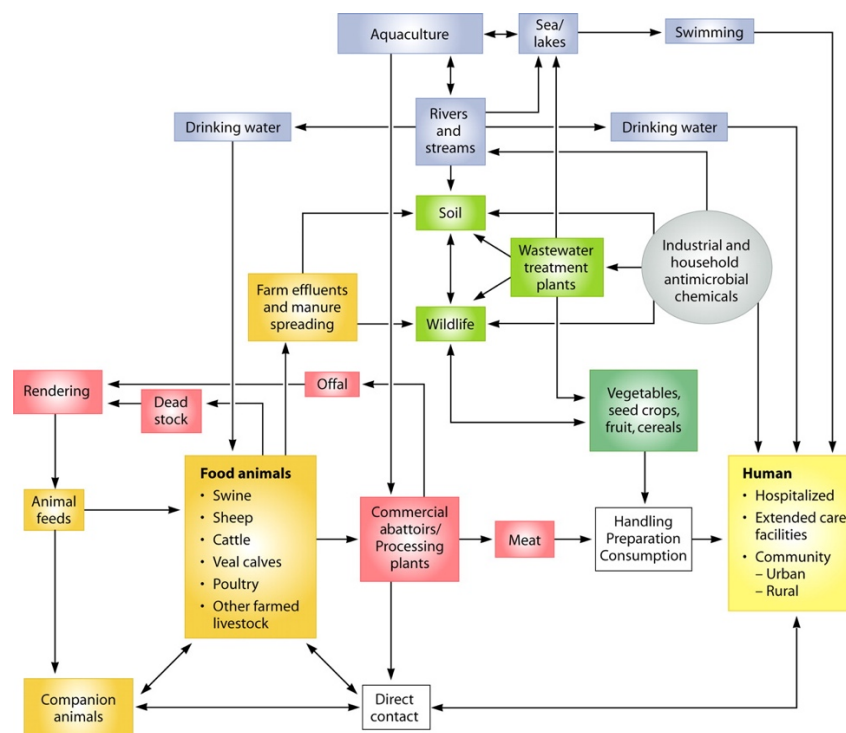 Aquaculture
Sea/
lakes
Swimming
Drinking water
Rivers
and
streams
Drinking water
Soil
Wastewater
treatment
plants
Industrial and
household
antimicrobial
chemicals
Farm effluents
and manure
spreading
Wildlife
Rendering
Dead
stock
Offal
Vegetables,
seed crops,
fruit, cereals
Animal
feeds
Food animals
• Swine
• Sheep
• Cattle
• Veal calves
• Poultry
• Other farmed
livestock
Commercial
abattoirs/
Processing
plants
Meat
Handling
Preparation
Consumption
Human
• Hospitalized
• Extended care
facilities
• Community
– Urban
– Rural
Companion
animals
Direct
contact